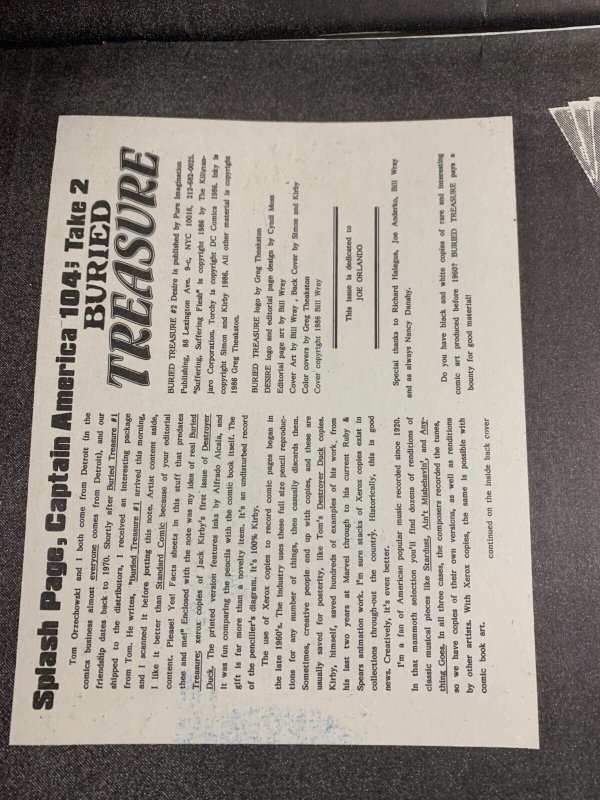 Splash Page, Captain America 104; Take 2
Tom Orzechowski and I both come from Detroit (in the
comics business almost everyone comes from Detroit), and our
friendship dates back to 1970. Shortly after Buried Treasure #1
shipped to the distributors, I received an interesting package
from Tom. He writes, "Buried Treasure #1 arrived this morning,
and I scanned it before jotting this note. Artist content aside,
I like it better than Standard Comic because of your editorial
content. Please! Yes! Facts sheets in this stuff that predates
thee and me!" Enclosed with the note was my idea of real Buried
Treasure; xerox copies of Jack Kirby's first issue of Destroyer
Duck. The printed version features inks by Alfredo Alcala, and
it was fun comparing the pencils with the comic book itself. The
gift is far more than a novelty item. It's an undisturbed record
of the penciller's diagram. It's 100% Kirby.
The use of Xerox copies to record comic pages began in
the late 1960's. The industry uses these full size pencil reproduc-
tions for any number of things, then casually discards them.
Sometimes, creative people end up with copies, and these are
usually saved for posterity, like Tom's Destroyer Duck copies.
Kirby, himself, saved hundreds of examples of his work, from
his last two years at Marvel through to his current Ruby &
Spears animation work. I'm sure stacks of Xerox copies exist in
collections through-out the country. Historically, this is good
news. Creatively, it's even better.
I'm a fan of American popular music recorded since 1920.
In that mammoth selection you'll find dozens of renditions of
classic musical pieces like Stardust, Ain't Misbehavin', and Any-
thing Goes. In all three cases, the composers recorded the tunes,
so we have copies of their own versions, as well as renditions
by other artists. With Xerox copies, the same is possible with
comic book art.
continued on the inside back cover
BURIED
TREASURE
BURIED TREASURE #2 Desire is published by Pure Imagination
Publishing, 88 Lexington Ave. 9-c, NYC 10016, 212-682-0025.
"Suffering, Suffering Flesh" is copyright 1986 by The
jaro Corporation. Torchy is copyright DC Comics 1986. Inky is
copyright Simon and Kirby 1986. All other material is copyright
1986 Greg Theakston.
BURIED TREASURE logo by Greg Theakston
DESIRE logo and editorial page design by Cyndi Moss
Editorial page art by Bill Wray
Cover Art by Bill Wray, Back Cover by Simon and Kirby
Color covers by Greg Theakston
Cover copyright 1986 Bill Wray
This issue is dedicated to
JOE ORLANDO
Special thanks to Richard Halegua, Joe Anderko, Bill Wray
and as always Nancy Danahy.
Do you have black and white copies of rare and interesting
comic art produced before 1960? BURIED TREASURE pays a
bounty for good material!